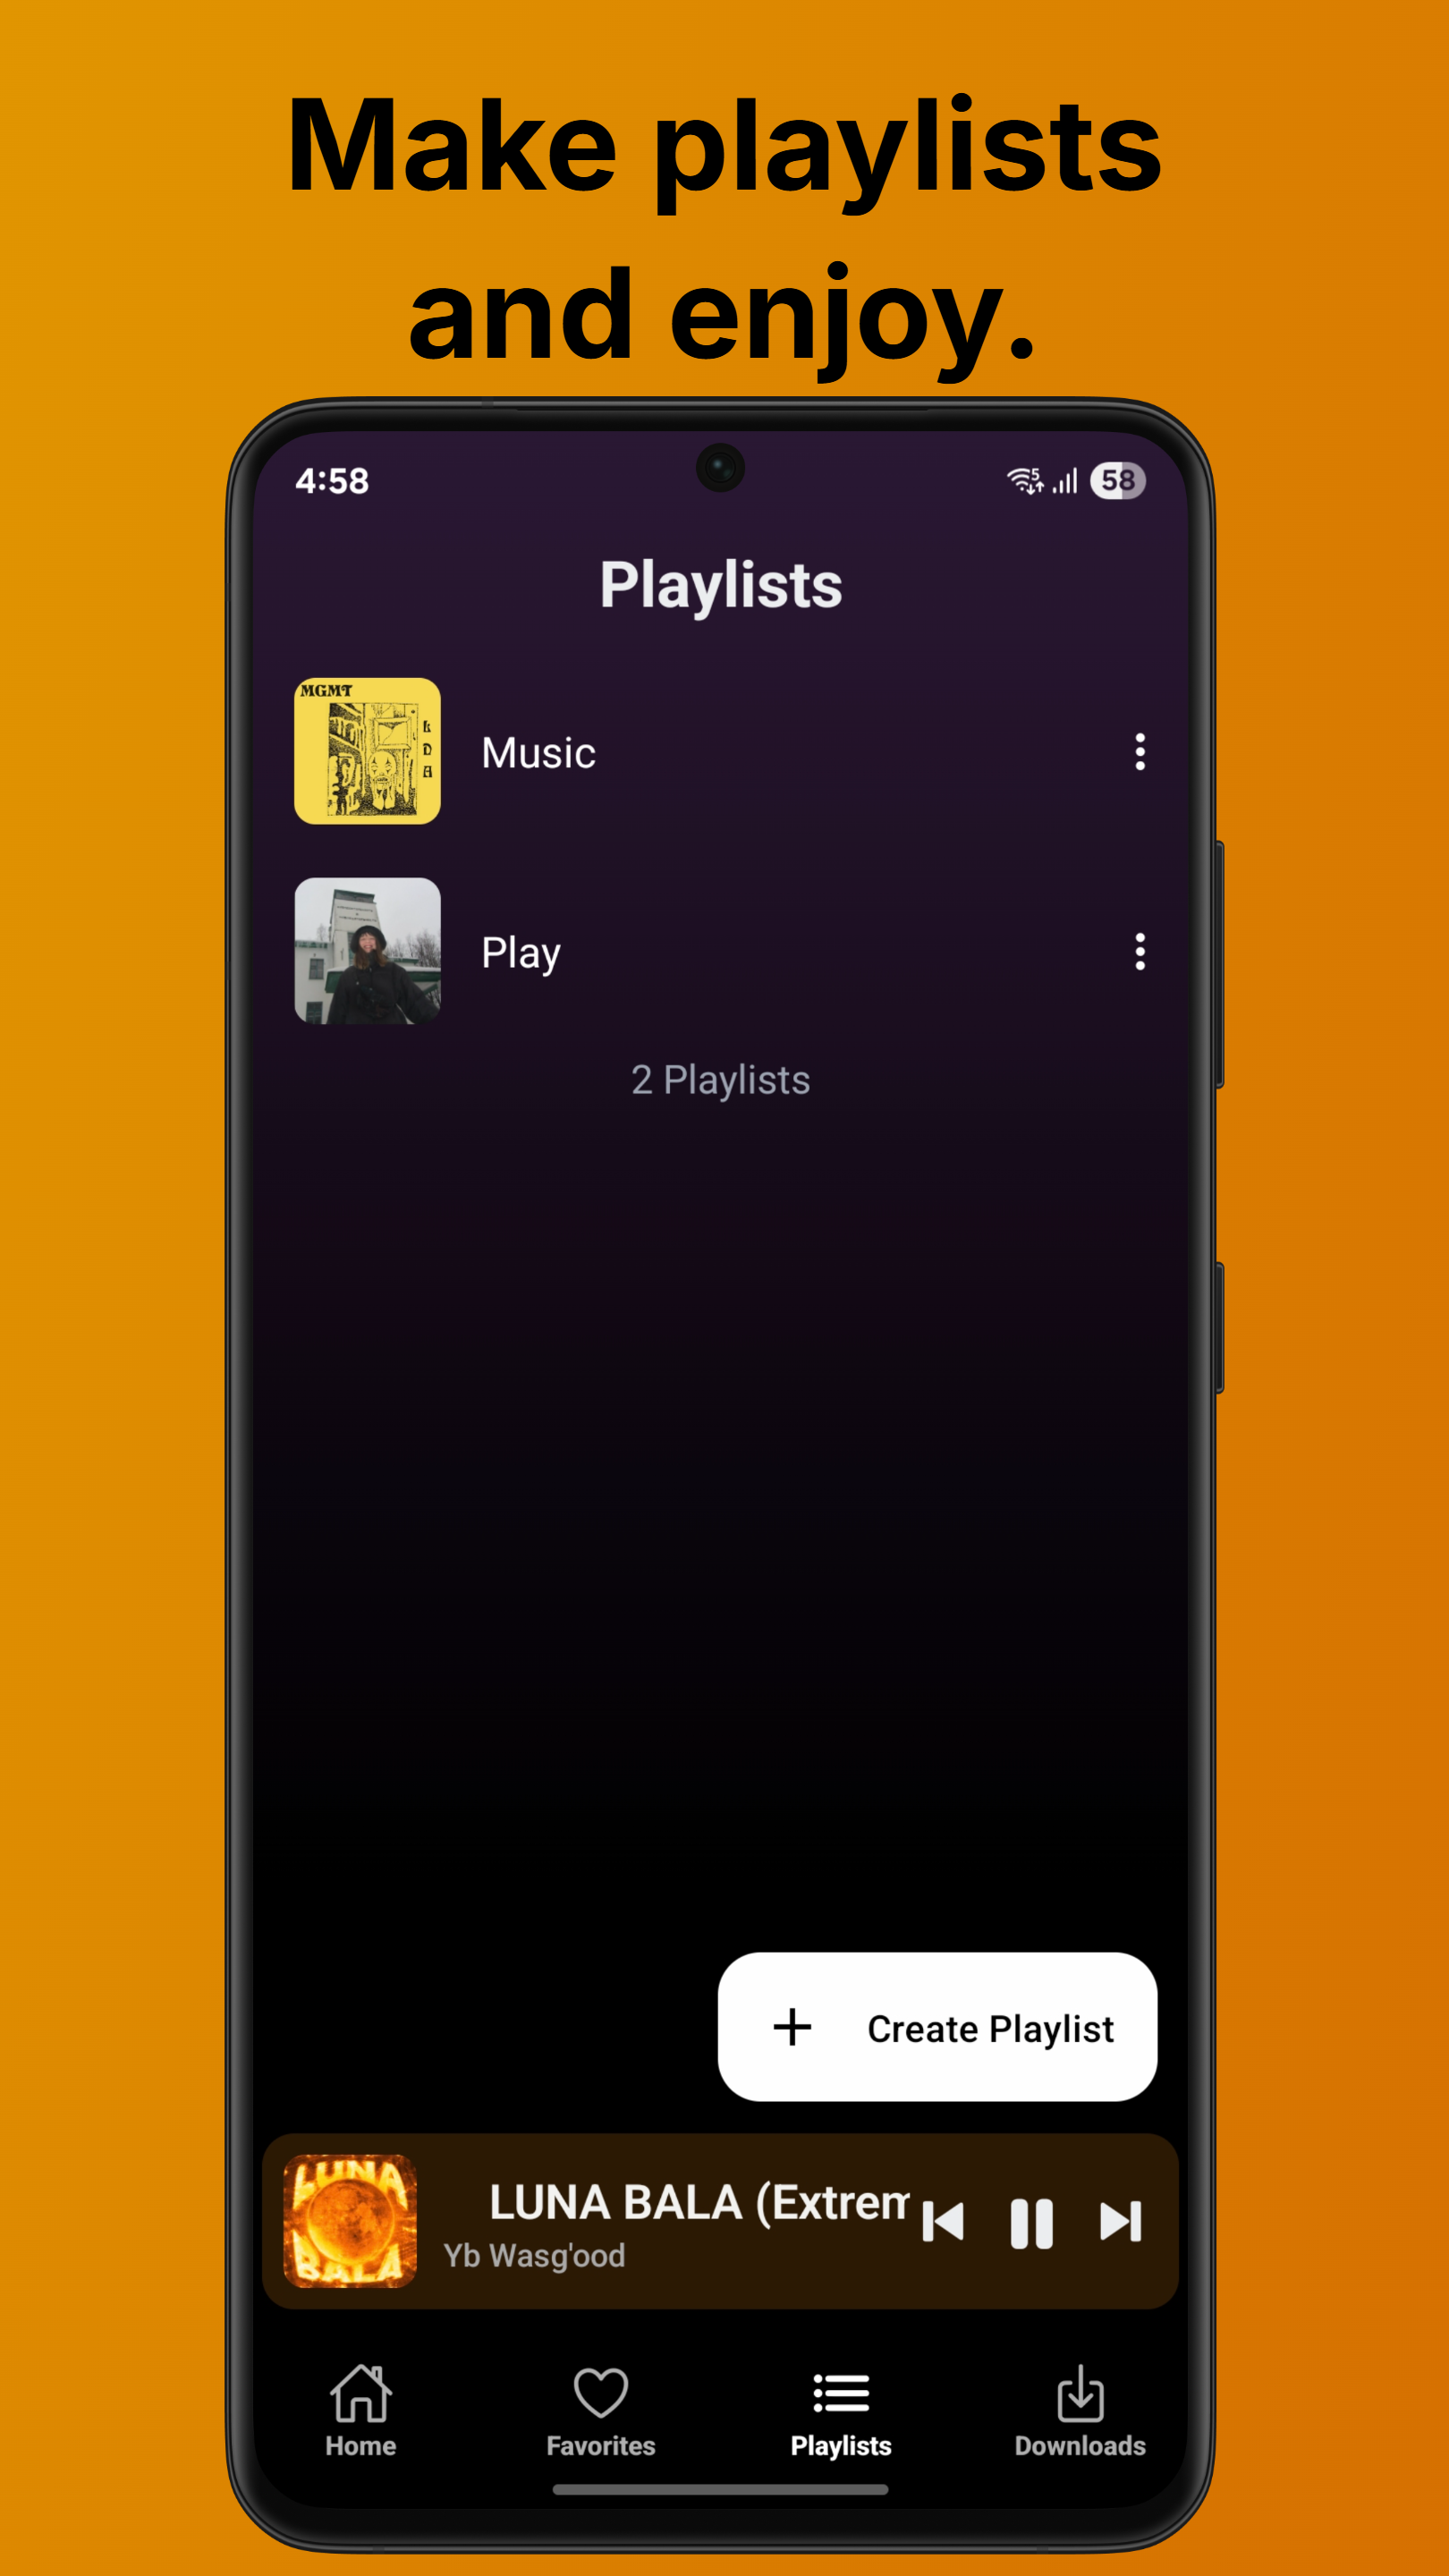 Make playlists
and enjoy.
4:58
5
58
Playlists
MGMT
L
D
A
Music
Play
2 Playlists
+ Create Playlist
LUNA
BALA
LUNA BALA (Extrem
Yb Wasg'ood
Home
Favorites
Playlists
Downloads